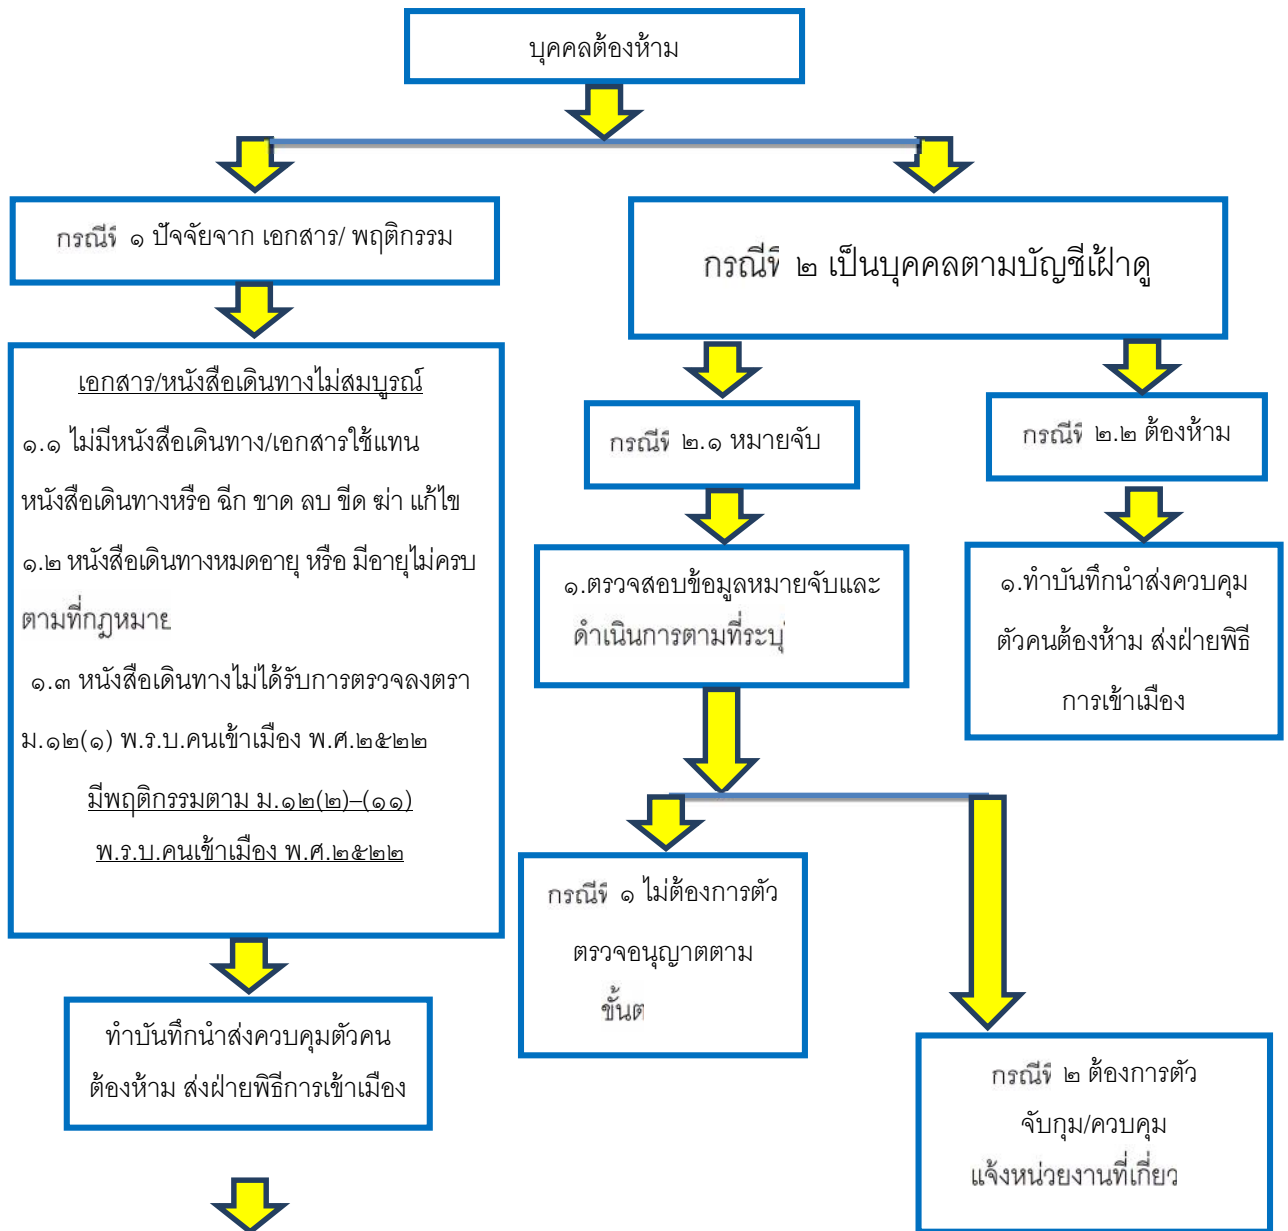 บุคคลต้องห้าม
กรณีที่ ๑ ปัจจัยจาก เอกสาร/ พฤติกรรม
กรณีที่ ๒ เป็นบุคคลตามบัญชีเฝ้าดู
เอกสาร/หนังสือเดินทางไม่สมบูรณ์
๑.๑ ไม่มีหนังสือเดินทาง/เอกสารใช้แทน
หนังสือเดินทางหรือ ฉีก ขาด ลบ ขีด ฆ่า แก้ไข
๑.๒ หนังสือเดินทางหมดอายุ หรือ มีอายุไม่ครบ
ตามที่กฎหมาย
๑.๓ หนังสือเดินทางไม่ได้รับการตรวจลงตรา
ม.๑๒(๑) พ.ร.บ.คนเข้าเมือง พ.ศ.๒๕๒๒
มีพฤติกรรมตาม ม.๑๒(๒)–(๑๑)
พ.ร.บ.คนเข้าเมือง พ.ศ.๒๕๒๒
ทำบันทึกนำส่งควบคุมตัวคน
ต้องห้าม ส่งฝ่ายพิธีการเข้าเมือง
กรณีที่ ๒.๑ หมายจับ
๑.ตรวจสอบข้อมูลหมายจับและ
ดำเนินการตามที่ระบุ
กรณีที่ ๑ ไม่ต้องการตัว
ตรวจอนุญาตตาม
ขั้นต
กรณีที่ ๒ ต้องการตัว
จับกุม/ควบคุม
แจ้งหน่วยงานที่เกี่ยว
กรณีที่ ๒.๒ ต้องห้าม
๑.ทำบันทึกนำส่งควบคุม
ตัวคนต้องห้าม ส่งฝ่ายพิธี
การเข้าเมือง